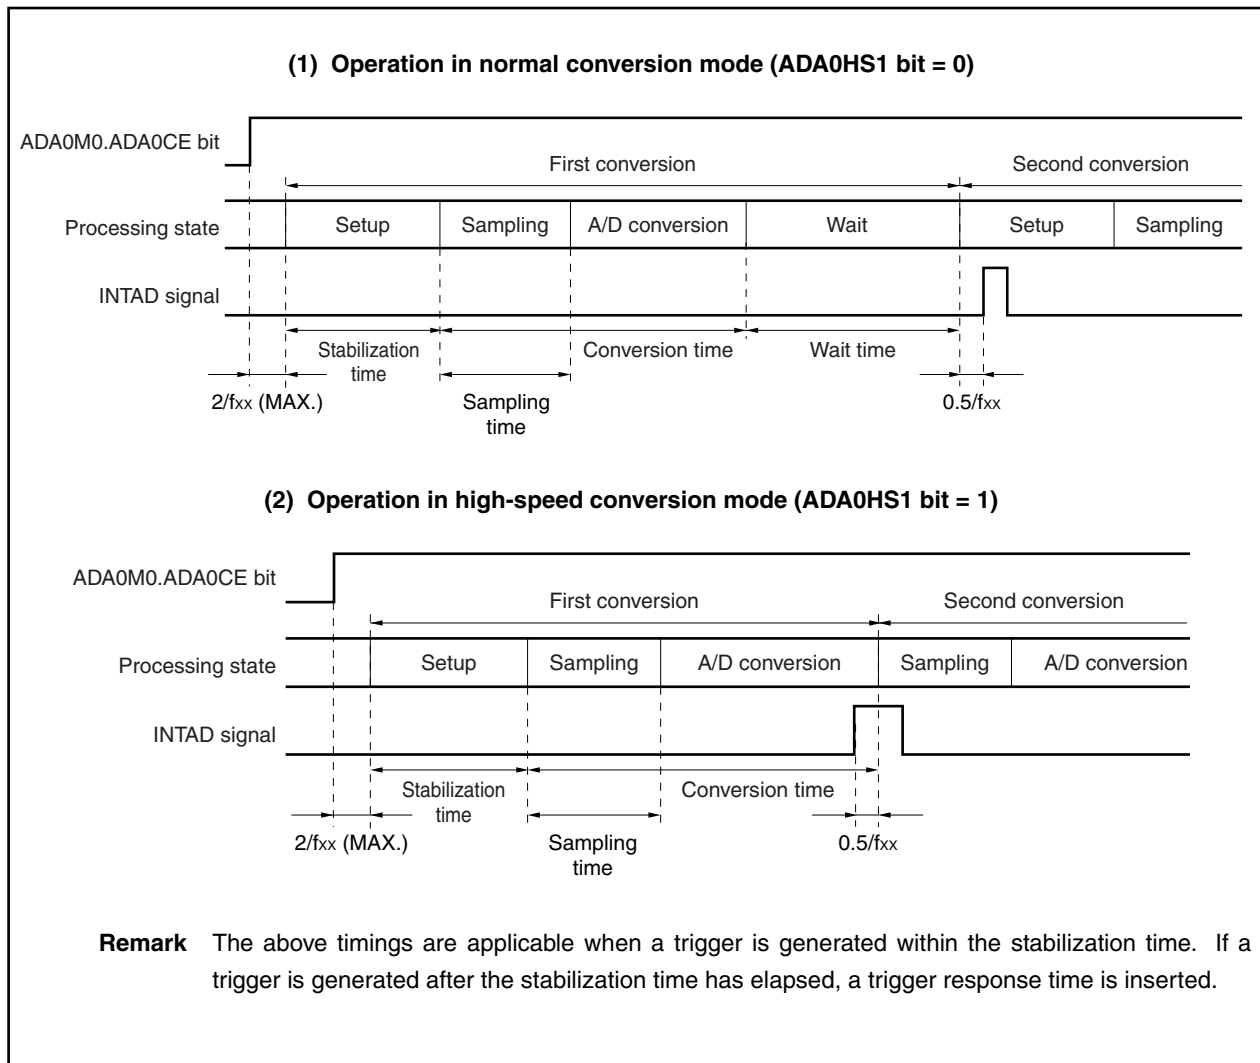 (1) Operation in normal conversion mode (ADA0HS1 bit = 0)
ADA0M0.ADA0CE bit
First conversion
Second conversion
Processing state
Setup
Sampling
A/D conversion
Wait
Setup
Sampling
INTAD signal
Stabilization
time
Conversion time
Wait time
2/fxx (MAX.)
Sampling
time
0.5/fxx
(2) Operation in high-speed conversion mode (ADA0HS1 bit = 1)
ADA0M0.ADA0CE bit
First conversion
Second conversion
Processing state
Setup
Sampling
A/D conversion
Sampling
A/D conversion
INTAD signal
Stabilization
time
Conversion time
2/fxx (MAX.)
Sampling
time
0.5/fxx
Remark The above timings are applicable when a trigger is generated within the stabilization time. If a
trigger is generated after the stabilization time has elapsed, a trigger response time is inserted.